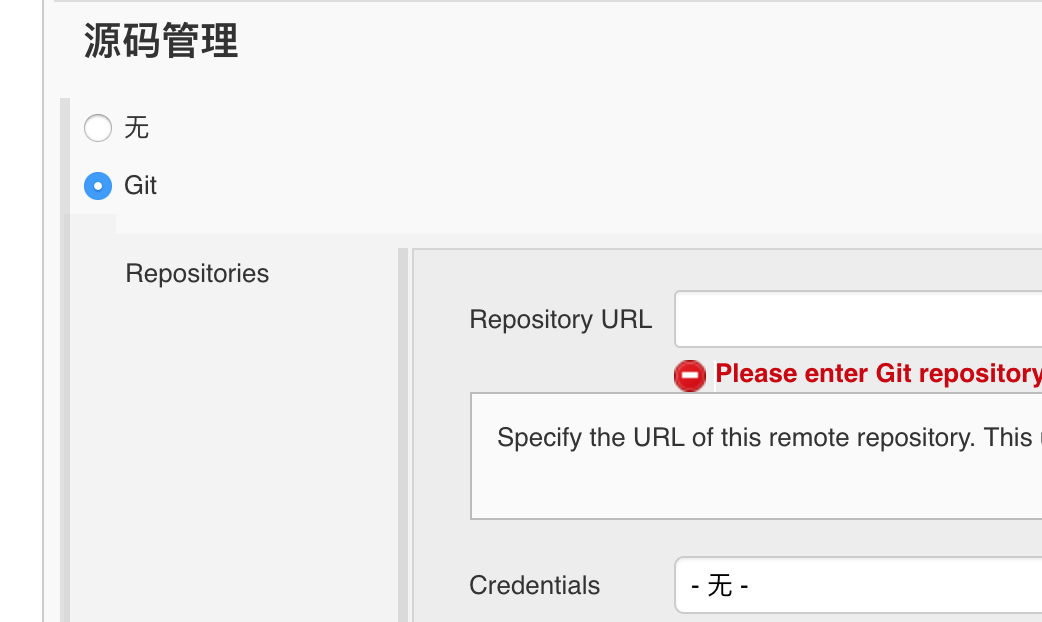 源码管理
无
Git
Repositories
Repository URL
Please enter Git repository
Specify the URL of this remote repository. This
Credentials
- 无 -